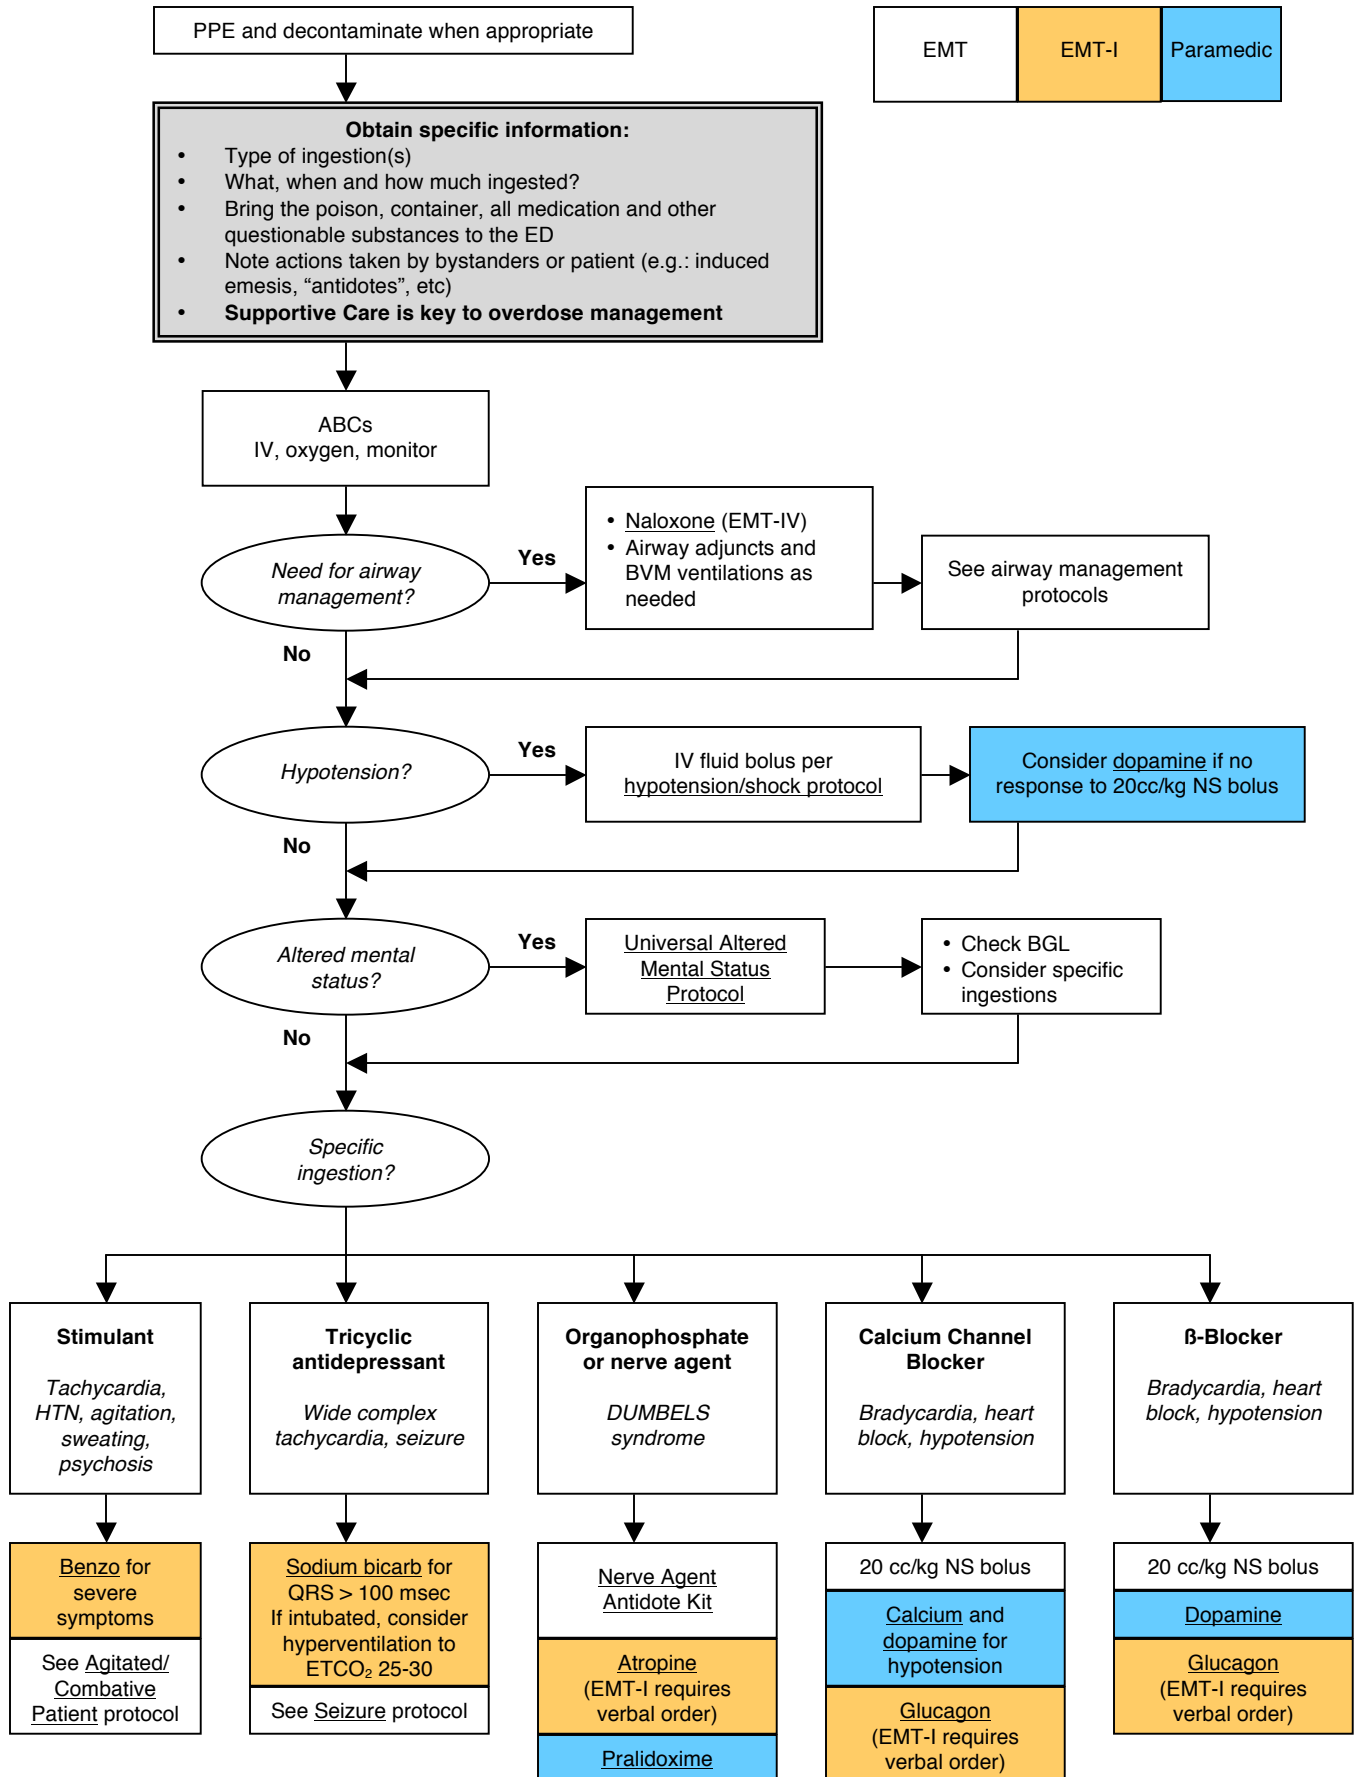 PPE and decontaminate when appropriate
EMT
EMT-I
Paramedic
Obtain specific information:
• Type of ingestion(s)
• What, when and how much ingested?
• Bring the poison, container, all medication and other
questionable substances to the ED
• Note actions taken by bystanders or patient (e.g.: induced
emesis, “antidotes”, etc)
• Supportive Care is key to overdose management
ABCs
IV, oxygen, monitor
Need for airway
management?
Yes
• Naloxone (EMT-IV)
• Airway adjuncts and
BVM ventilations as
needed
See airway management
protocols
No
Hypotension?
Yes
IV fluid bolus per
hypotension/shock protocol
Consider dopamine if no
response to 20cc/kg NS bolus
No
Altered mental
status?
Yes
Universal Altered
Mental Status
Protocol
• Check BGL
• Consider specific
ingestions
No
Specific
ingestion?
Stimulant
Tachycardia,
HTN, agitation,
sweating,
psychosis
Benzo for
severe
symptoms
See Agitated/
Combative
Patient protocol
Tricyclic
antidepressant
Wide complex
tachycardia, seizure
Sodium bicarb for
QRS > 100 msec
If intubated, consider
hyperventilation to
ETCO₂ 25-30
See Seizure protocol
Organophosphate
or nerve agent
DUMBELS
syndrome
Nerve Agent
Antidote Kit
Atropine
(EMT-I requires
verbal order)
Pralidoxime
Calcium Channel
Blocker
Bradycardia, heart
block, hypotension
20 cc/kg NS bolus
Calcium and
dopamine for
hypotension
Glucagon
(EMT-I requires
verbal order)
ß-Blocker
Bradycardia, heart
block, hypotension
20 cc/kg NS bolus
Dopamine
Glucagon
(EMT-I requires
verbal order)